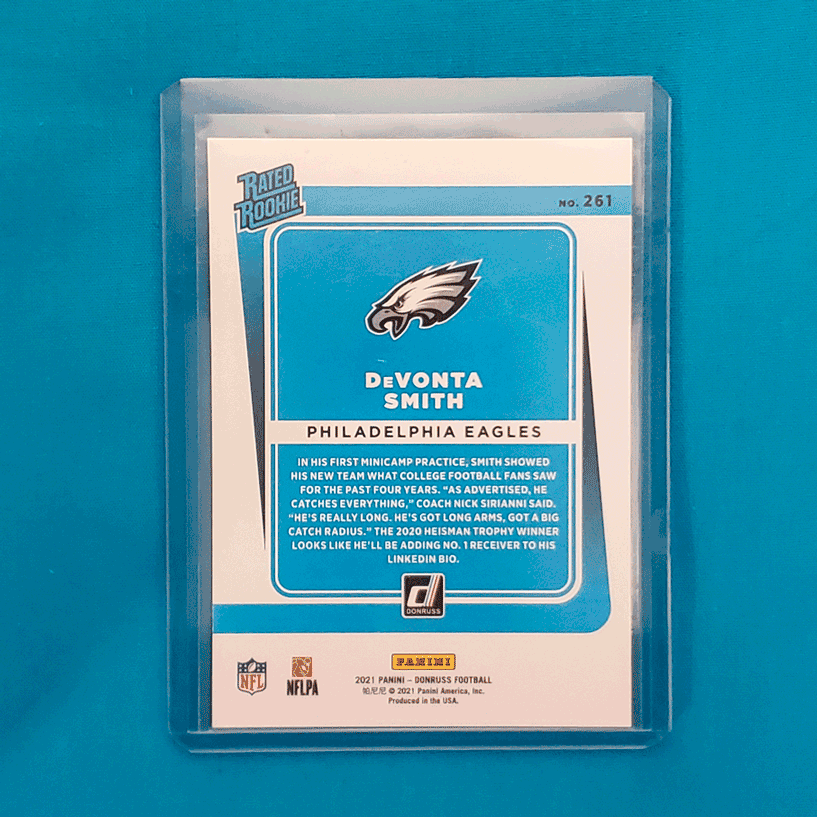 RATED
ROOKIE
NO. 261
DeVONTA
SMITH
PHILADELPHIA EAGLES
IN HIS FIRST MINICAMP PRACTICE, SMITH SHOWED
HIS NEW TEAM WHAT COLLEGE FOOTBALL FANS SAW
FOR THE PAST FOUR YEARS. “AS ADVERTISED, HE
CATCHES EVERYTHING,” COACH NICK SIRIANNI SAID.
“HE’S REALLY LONG. HE’S GOT LONG ARMS, GOT A BIG
CATCH RADIUS.” THE 2020 HEISMAN TROPHY WINNER
LOOKS LIKE HE’LL BE ADDING NO. 1 RECEIVER TO HIS
LINKEDIN BIO.
d
DONRUSS
PANINI
NFL
NFLPA
2021 PANINI – DONRUSS FOOTBALL
帕尼尼 © 2021 Panini America, Inc.
Produced in the USA.